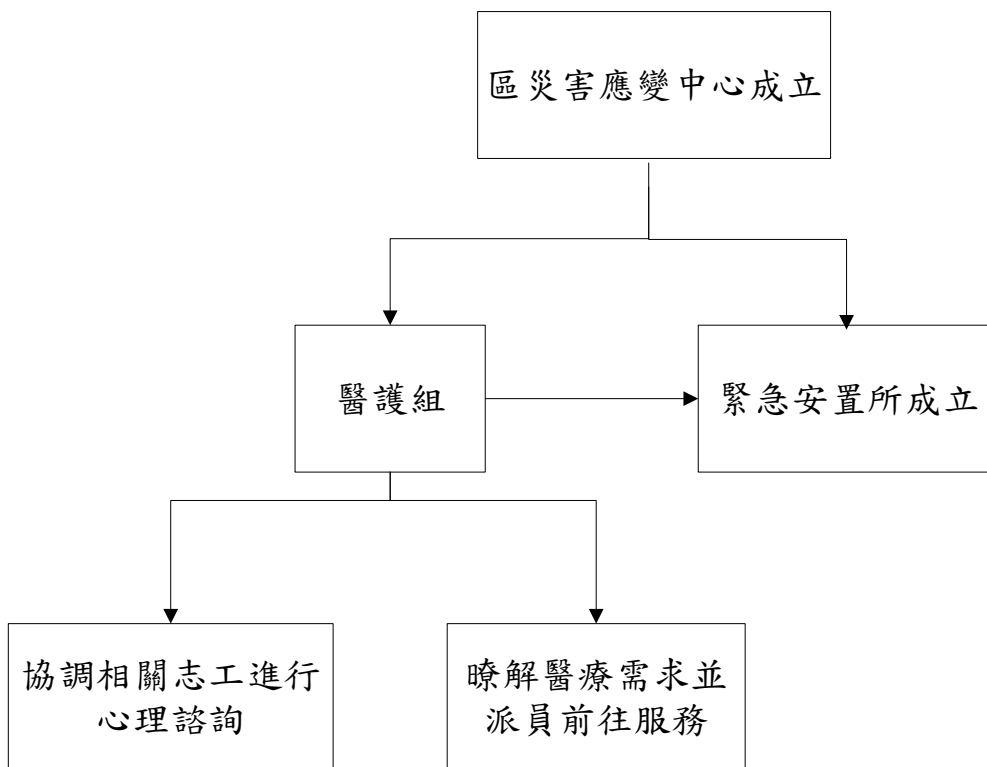 區災害應變中心成立
醫護組
緊急安置所成立
協調相關志工進行
心理諮詢
暸解醫療需求並
派員前往服務